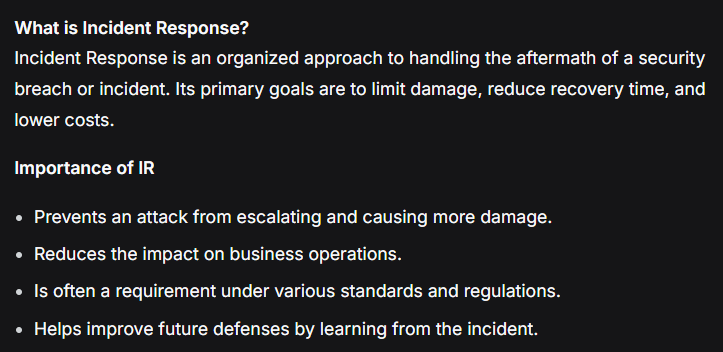 What is Incident Response?
Incident Response is an organized approach to handling the aftermath of a security
breach or incident. Its primary goals are to limit damage, reduce recovery time, and
lower costs.
Importance of IR
• Prevents an attack from escalating and causing more damage.
• Reduces the impact on business operations.
• Is often a requirement under various standards and regulations.
• Helps improve future defenses by learning from the incident.